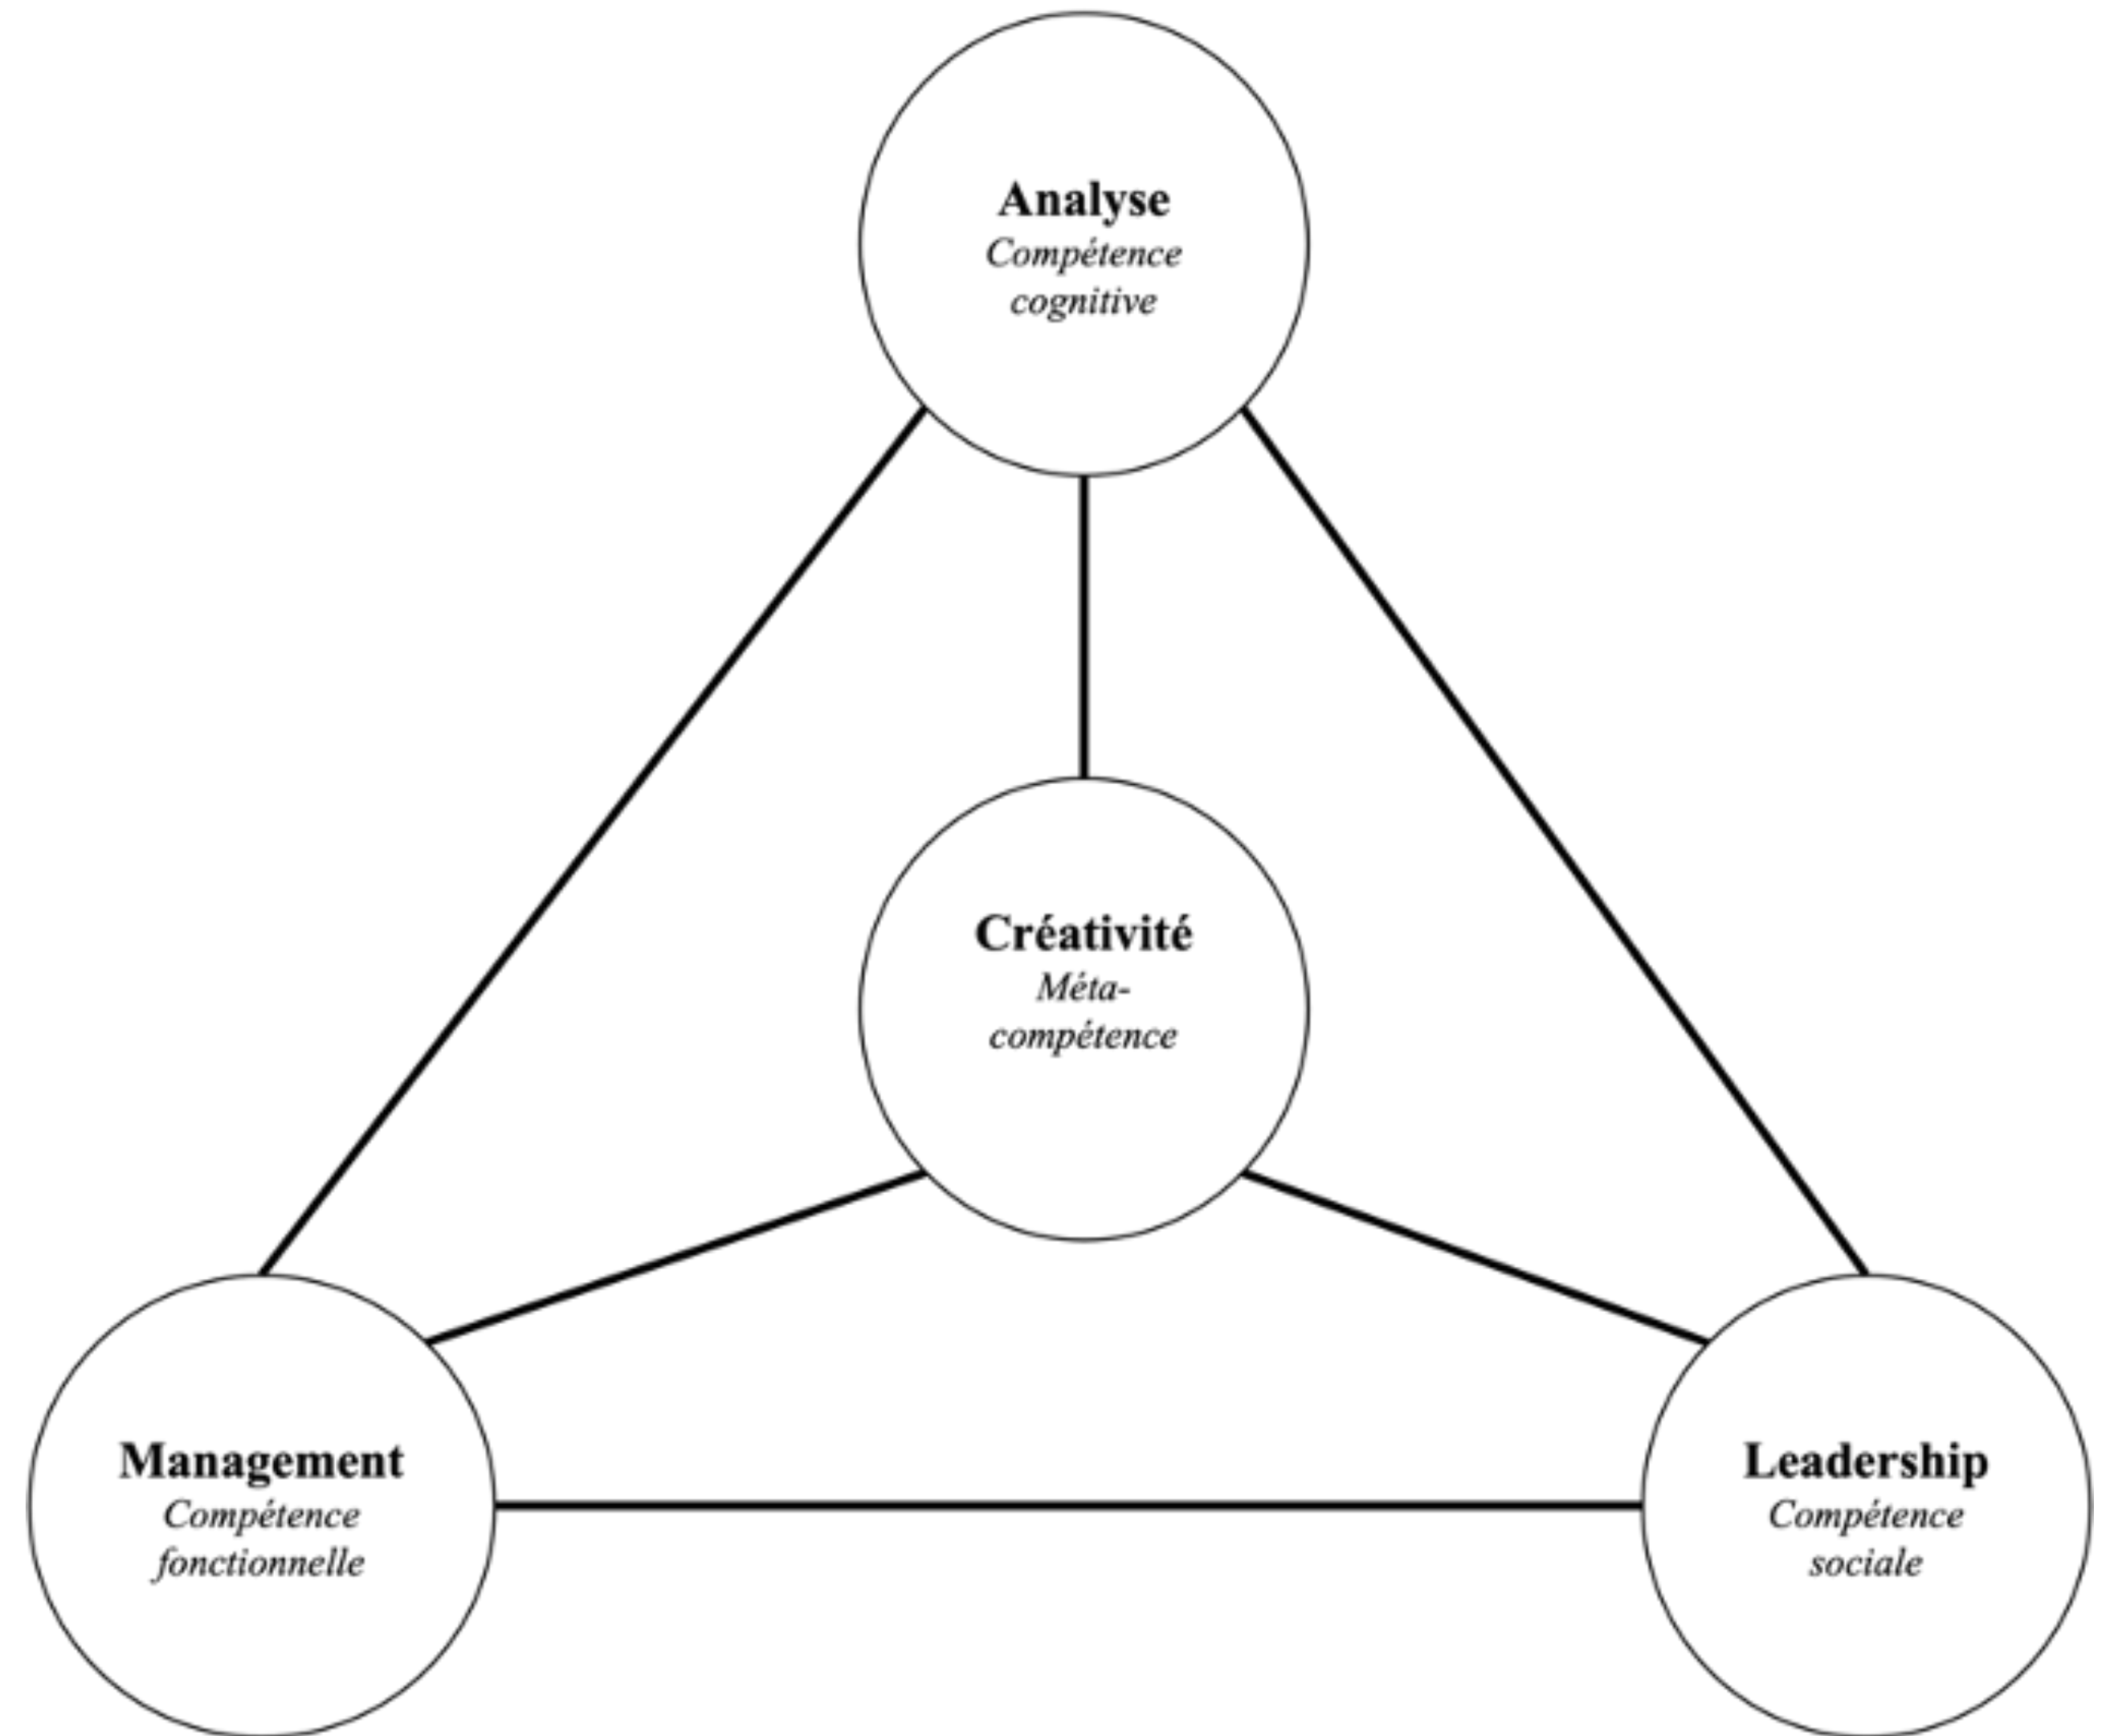 Analyse
Compétence
cognitive
Créativité
Méta-
compétence
Management
Compétence
fonctionnelle
Leadership
Compétence
sociale